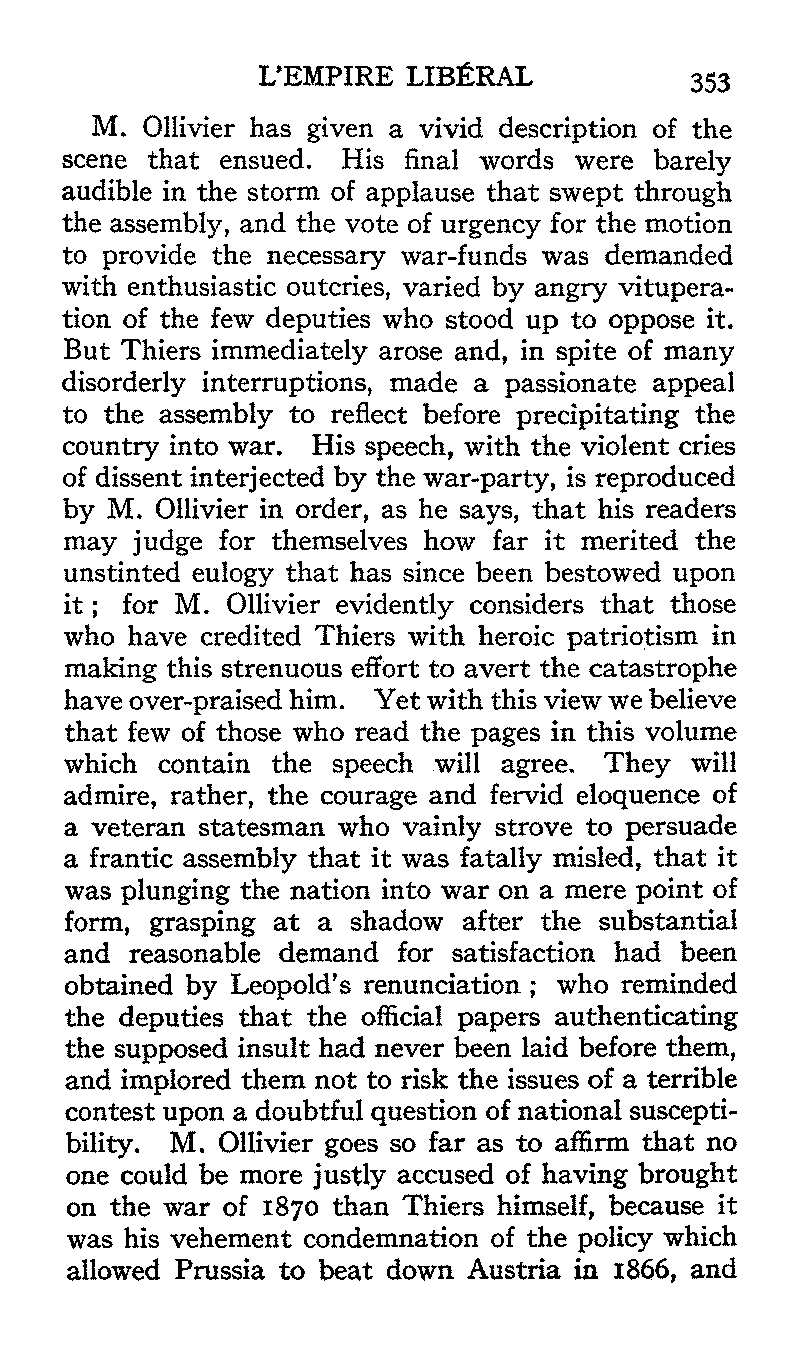 L'EMPIRE LIBÉRAL 353
M. Ollivier has given a vivid description of the
scene that ensued. His final words were barely
audible in the storm of applause that swept through
the assembly, and the vote of urgency for the motion
to provide the necessary war-funds was demanded
with enthusiastic outcries, varied by angry vitupera-
tion of the few deputies who stood up to oppose it.
But Thiers immediately arose and, in spite of many
disorderly interruptions, made a passionate appeal
to the assembly to reflect before precipitating the
country into war. His speech, with the violent cries
of dissent interjected by the war-party, is reproduced
by M. Ollivier in order, as he says, that his readers
may judge for themselves how far it merited the
unstinted eulogy that has since been bestowed upon
it ; for M. Ollivier evidently considers that those
who have credited Thiers with heroic patriotism in
making this strenuous effort to avert the catastrophe
have over-praised him. Yet with this view we believe
that few of those who read the pages in this volume
which contain the speech will agree. They will
admire, rather, the courage and fervid eloquence of
a veteran statesman who vainly strove to persuade
a frantic assembly that it was fatally misled, that it
was plunging the nation into war on a mere point of
form, grasping at a shadow after the substantial
and reasonable demand for satisfaction had been
obtained by Leopold's renunciation ; who reminded
the deputies that the official papers authenticating
the supposed insult had never been laid before them,
and implored them not to risk the issues of a terrible
contest upon a doubtful question of national suscepti-
bility. M. Ollivier goes so far as to affirm that no
one could be more justly accused of having brought
on the war of 1870 than Thiers himself, because it
was his vehement condemnation of the policy which
allowed Prussia to beat down Austria in 1866, and